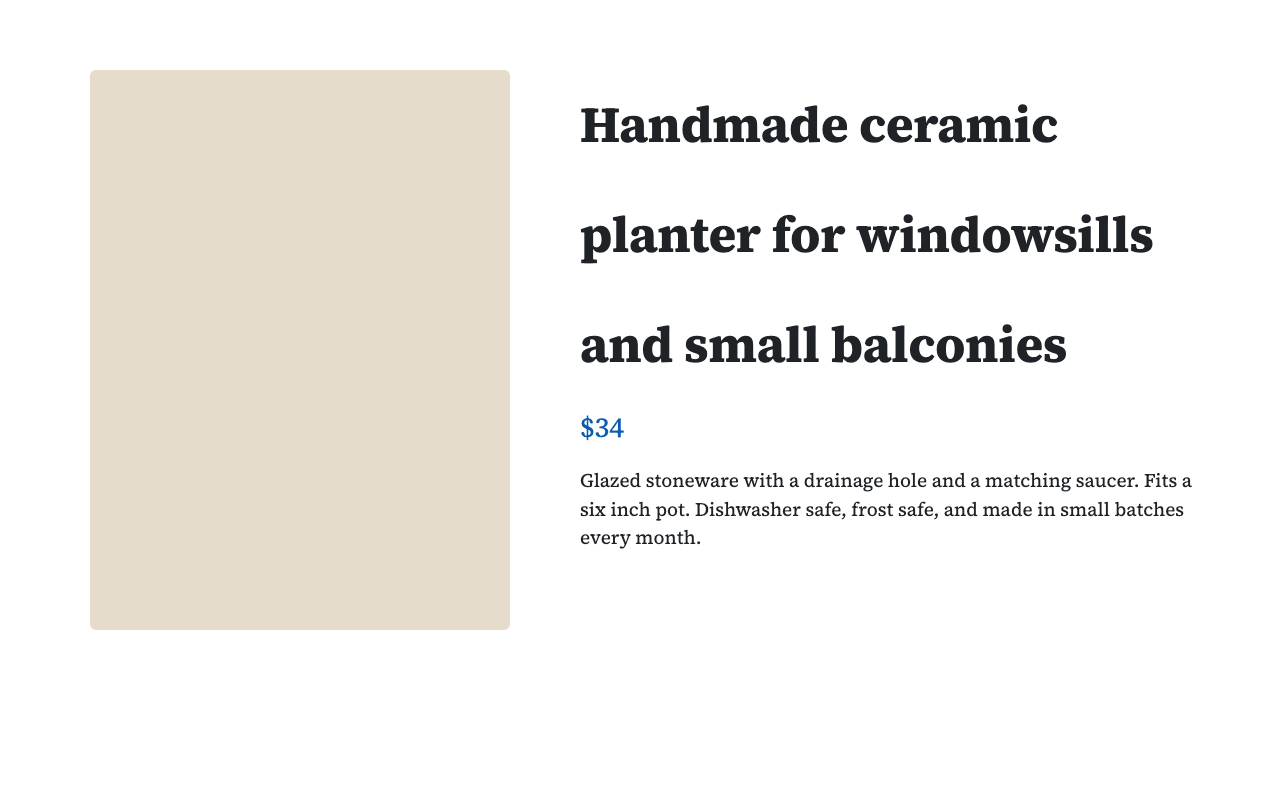 Handmade ceramic
planter for windowsills
and small balconies
$34
Glazed stoneware with a drainage hole and a matching saucer. Fits a
six inch pot. Dishwasher safe, frost safe, and made in small batches
every month.